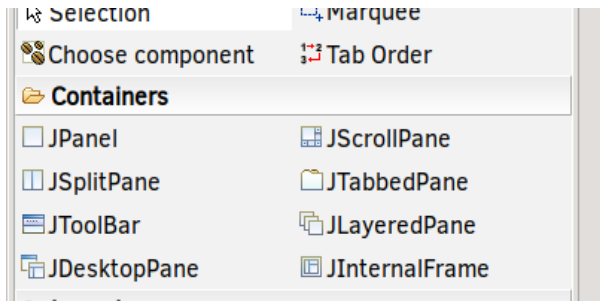 Selection Marquee
Choose component Tab Order
Containers
JPanel JScrollPane
JSplitPane JTabbedPane
JToolBar JLayeredPane
JDesktopPane JInternalFrame